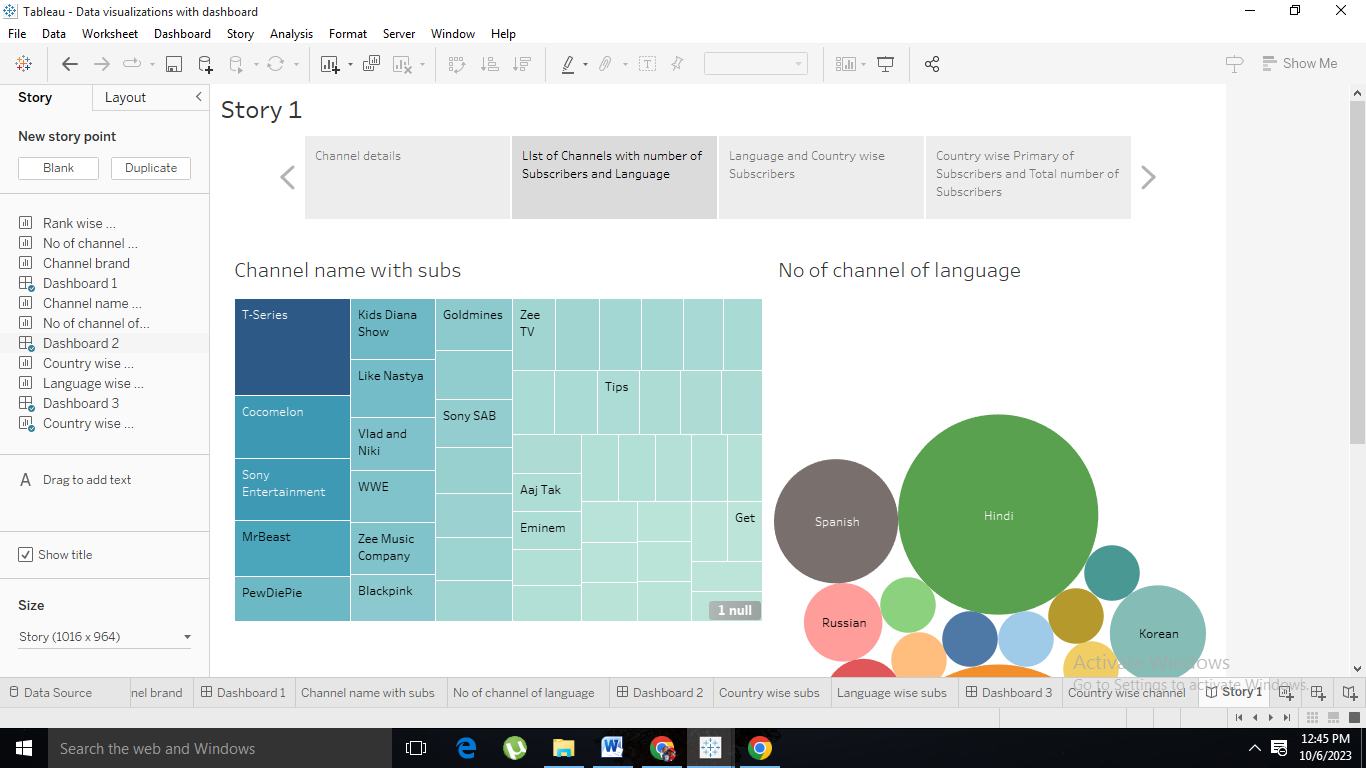 Tableau - Data visualizations with dashboard
File Data Worksheet Dashboard Story Analysis Format Server Window Help
Show Me
Story Layout
New story point
Blank Duplicate
Rank wise ...
No of channel ...
Channel brand
Dashboard 1
Channel name ...
No of channel of...
Dashboard 2
Country wise ...
Language wise ...
Dashboard 3
Country wise ...
A Drag to add text
Show title
Size
Story (1016 x 964)
Story 1
Channel details
LIst of Channels with number of
Subscribers and Language
Language and Country wise
Subscribers
Country wise Primary of
Subscribers and Total number of
Subscribers
Channel name with subs
T-Series
Cocomelon
Sony
Entertainment
MrBeast
PewDiePie
Kids Diana
Show
Like Nastya
Vlad and
Niki
WWE
Zee Music
Company
Blackpink
Goldmines
Sony SAB
Zee
TV
Tips
Aaj Tak
Eminem
Get
1 null
No of channel of language
Hindi
Spanish
Russian
Korean
Activate Windows
Go to Settings to activate Windows.
Data Source nel brand Dashboard 1 Channel name with subs No of channel of language Dashboard 2 Country wise subs Language wise subs Dashboard 3 Country wise channel Story 1
Search the web and Windows
12:45 PM
10/6/2023